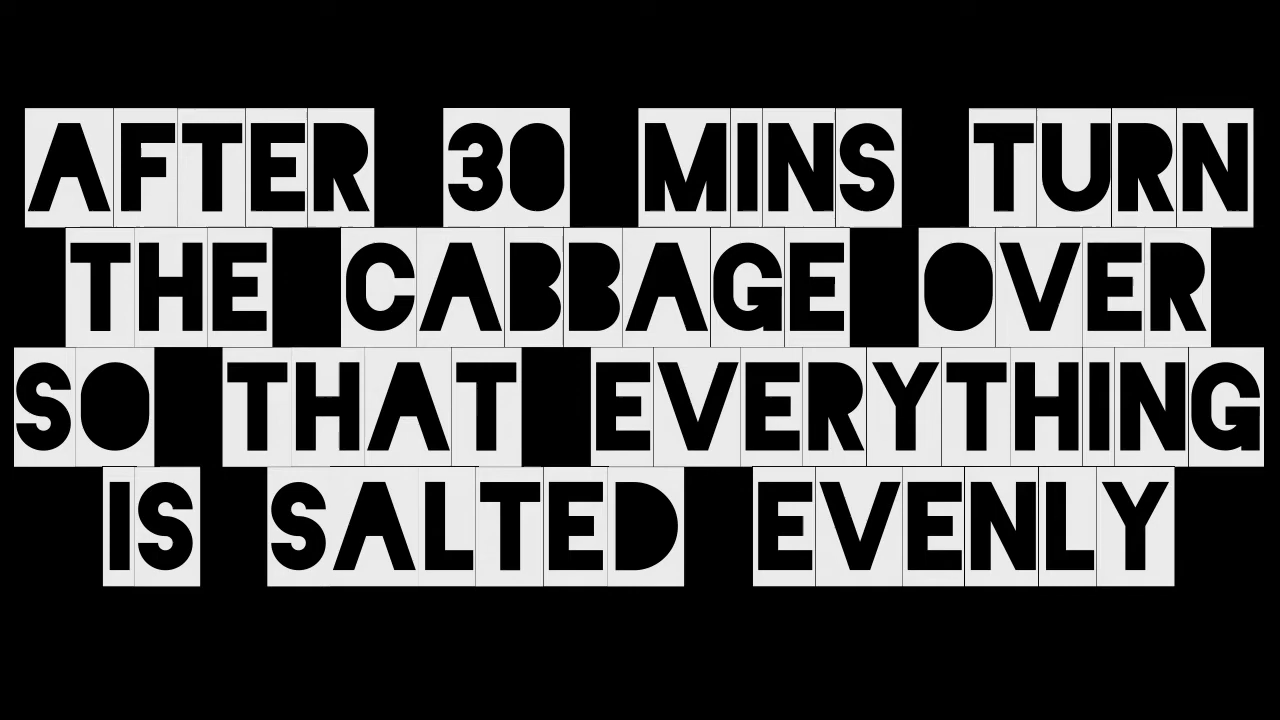 AFTER 30 MINS TURN
THE CABBAGE OVER
SO THAT EVERYTHING
IS SALTED EVENLY